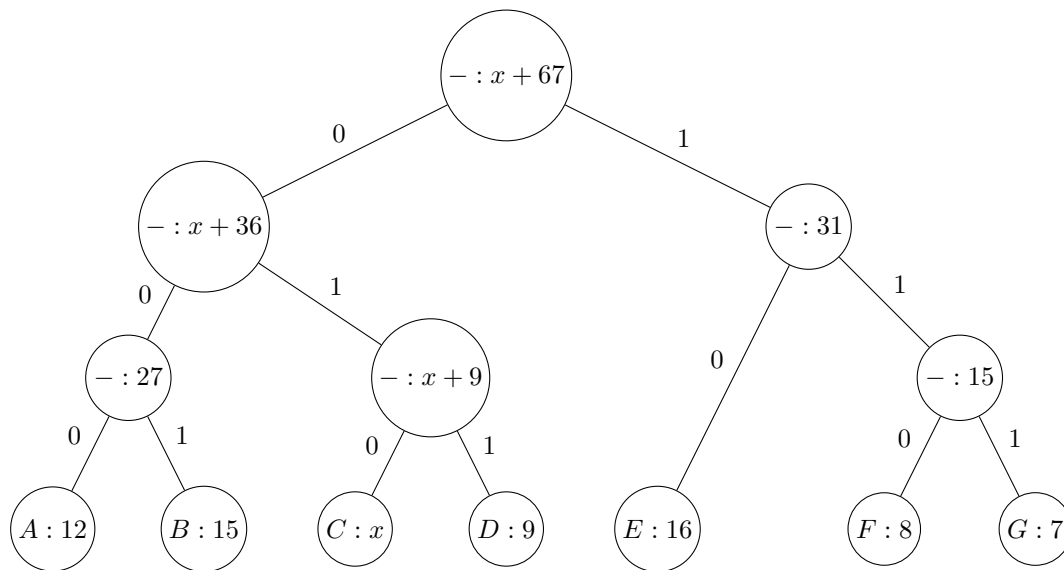 − : x + 67
0
1
− : x + 36
− : 31
0
1
1
− : 27
− : x + 9
0
− : 15
0
1
0
1
0
1
A : 12
B : 15
C : x
D : 9
E : 16
F : 8
G : 7